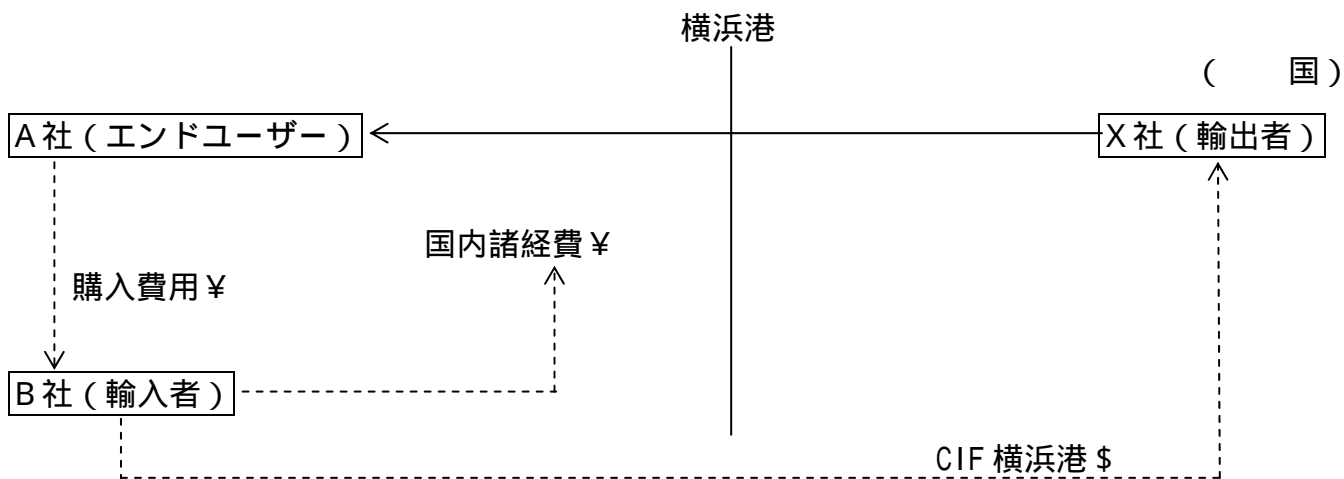 横浜港
(　　国)
A社(エンドユーザー)
X社(輸出者)
国内諸経費¥
購入費用¥
B社(輸入者)
CIF横浜港$